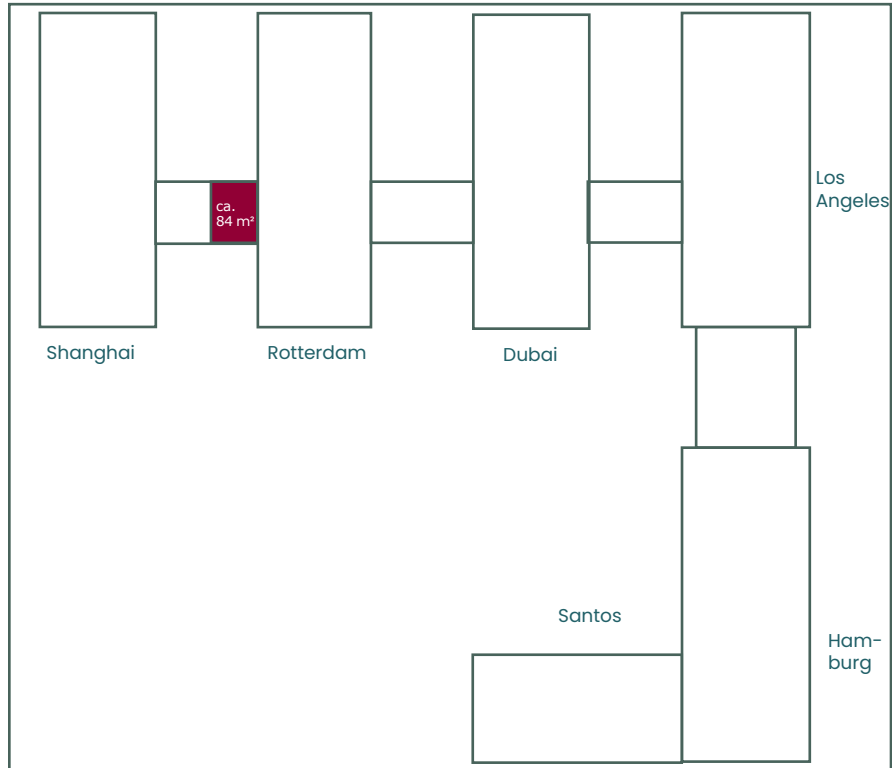 Los
Angeles
ca.
84 m²
Shanghai
Rotterdam
Dubai
Santos
Ham-
burg